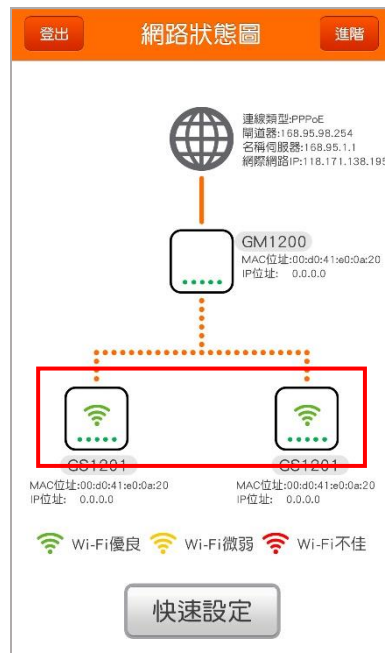 登出
網路狀態圖
進階
連線類型:PPPoE
閘道器:168.95.98.254
名稱伺服器:168.95.1.1
網際網路IP:118.171.138.195
GM1200
MAC位址:00:d0:41:e0:0a:20
IP位址: 0.0.0.0
GS1201
GS1201
MAC位址:00:d0:41:e0:0a:20
MAC位址:00:d0:41:e0:0a:20
IP位址: 0.0.0.0
IP位址: 0.0.0.0
Wi-Fi優良
Wi-Fi微弱
Wi-Fi不佳
快速設定